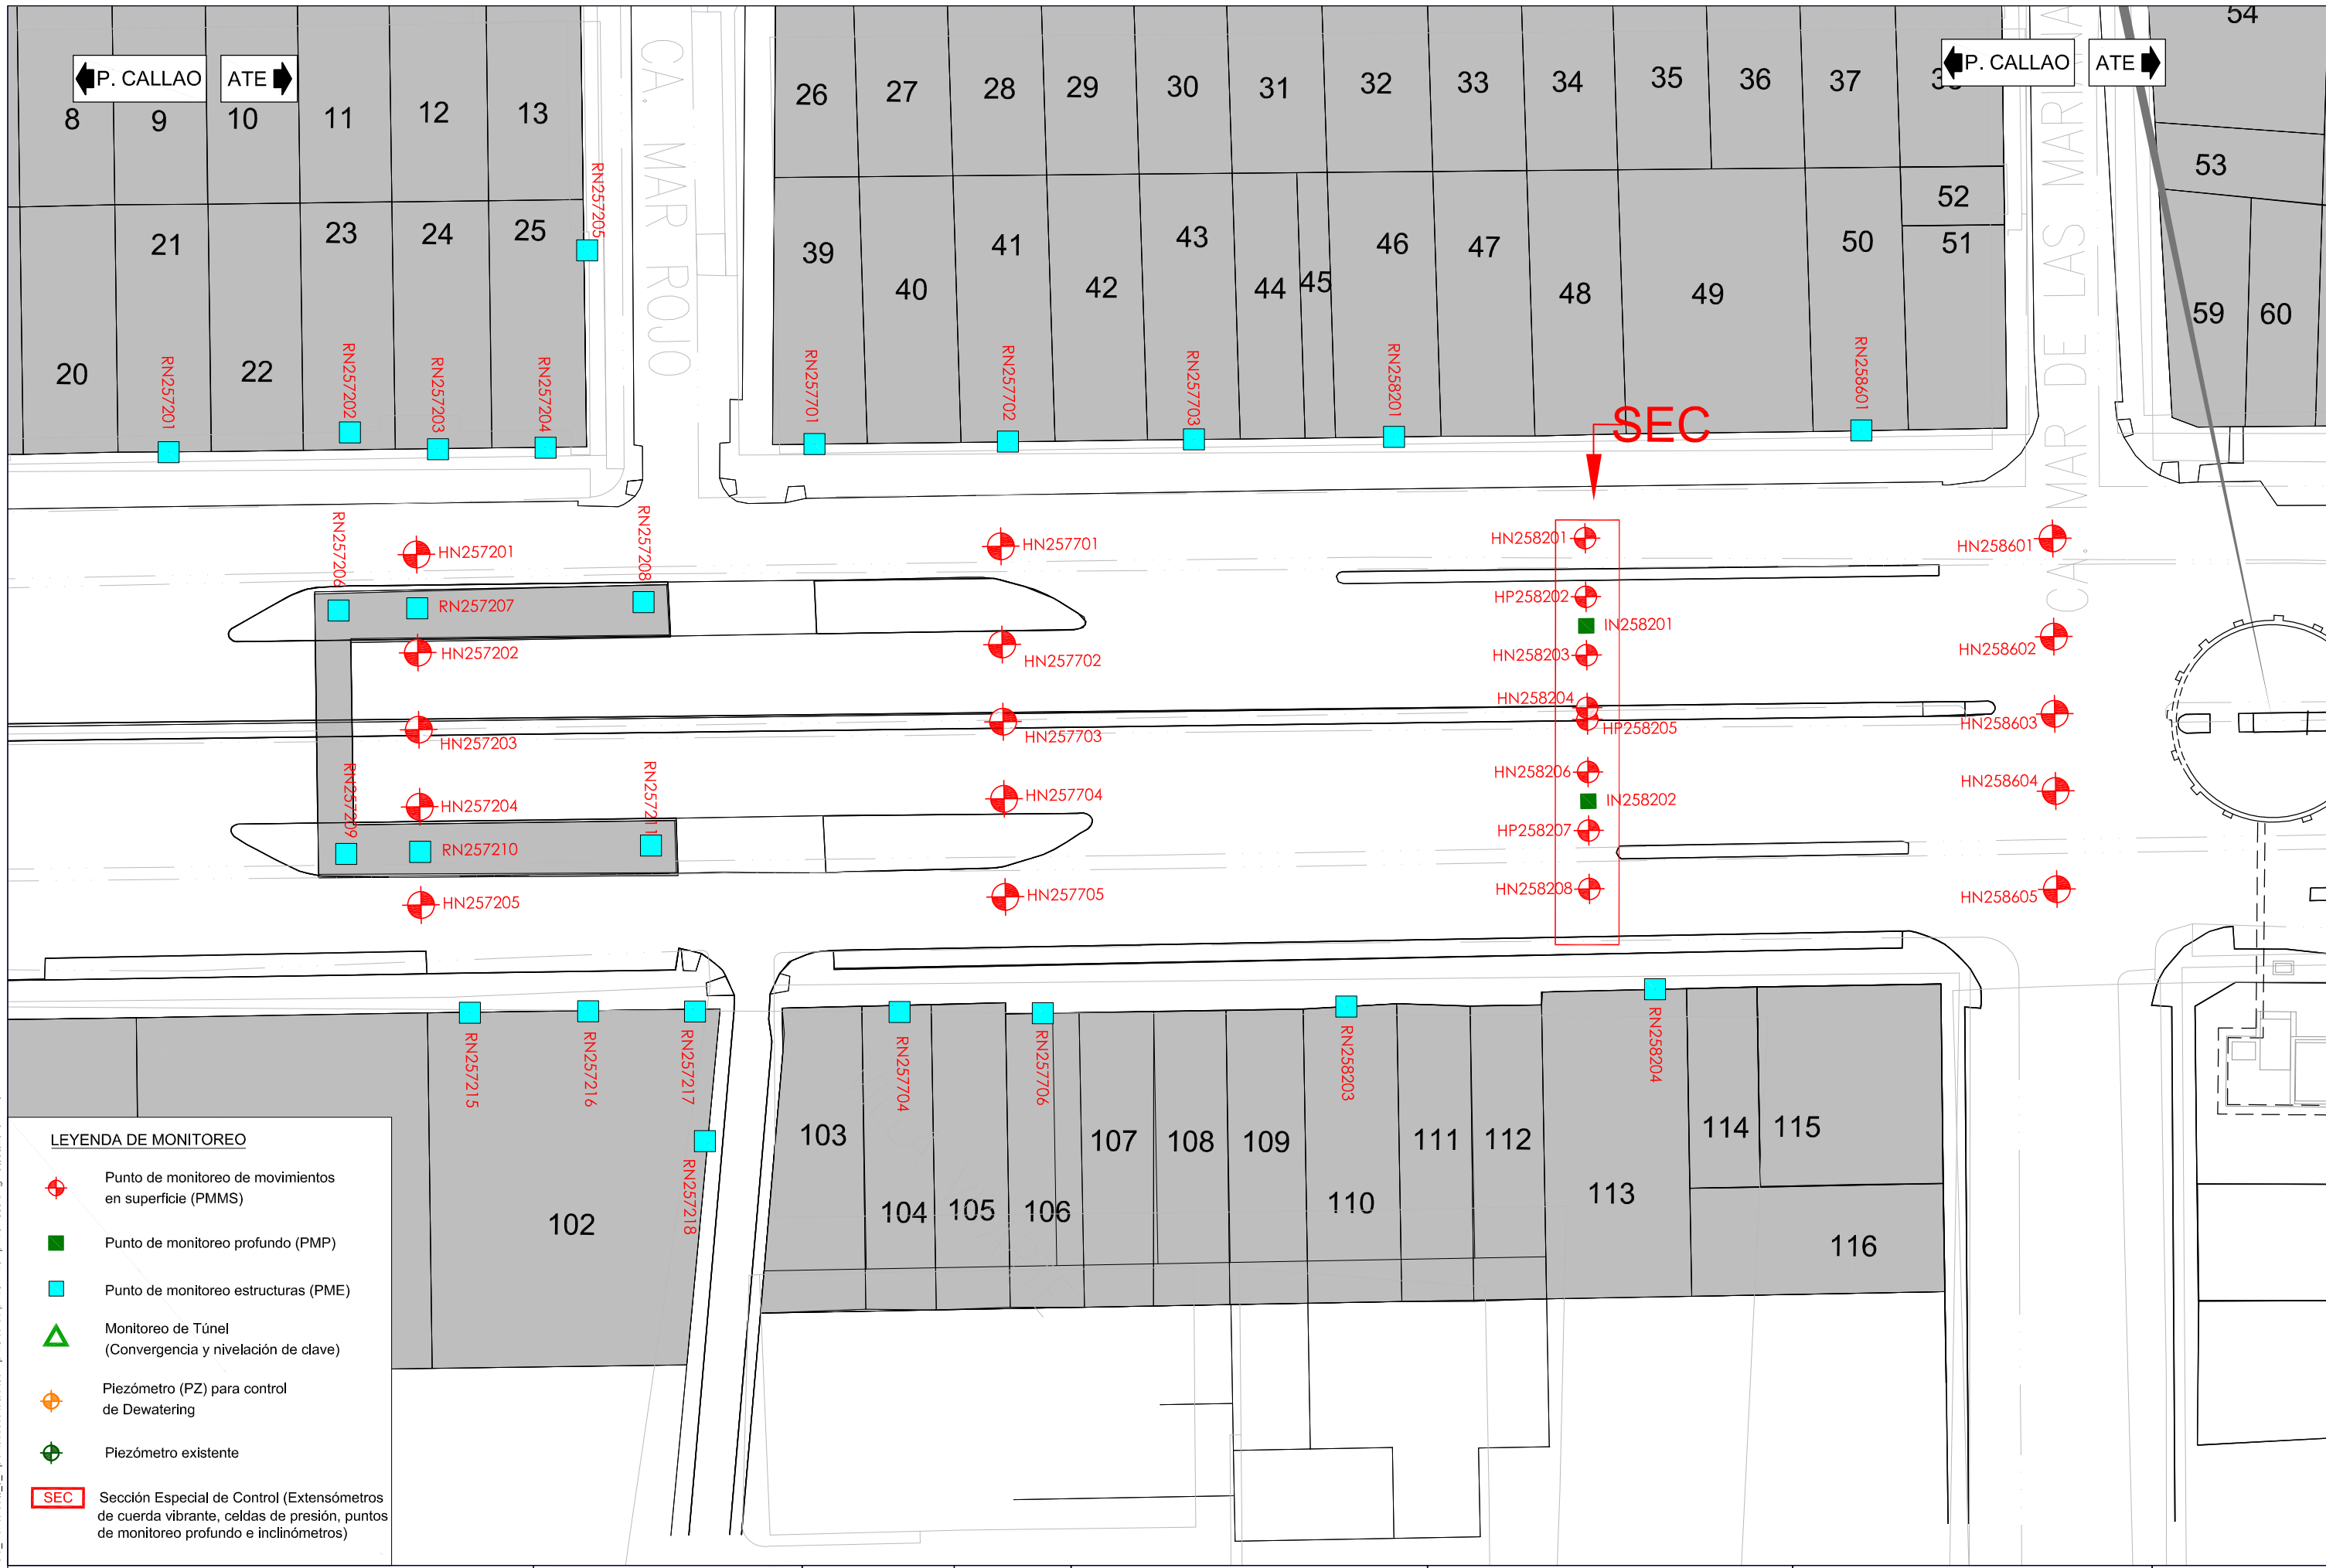 P. CALLAO
ATE
P. CALLAO
ATE
54
8
9
10
11
12
13
26
27
28
29
30
31
32
33
34
35
36
37
CA. MAR ROJO
53
52
51
20
21
22
23
24
25
39
40
41
42
43
44
45
46
47
48
49
50
59
60
RN257205
RN257201
RN257202
RN257203
RN257204
RN257701
RN257702
RN257703
RN258201
RN258601
SEC
RN257206
HN257201
RN257208
HN257701
HN258201
HN258601
RN257207
HP258202
IN258201
HN257202
HN257702
HN258203
HN258602
HN258204
HN257203
HN257703
HP258205
HN258603
RN257209
HN257204
RN257211
HN257704
HN258206
IN258202
HN258604
RN257210
HP258207
HN257205
HN257705
HN258208
HN258605
RN257215
RN257216
RN257217
RN257218
RN257704
RN257706
RN258203
RN258204
102
103
104
105
106
107
108
109
110
111
112
113
114
115
116
LEYENDA DE MONITOREO
Punto de monitoreo de movimientos
en superficie (PMMS)
Punto de monitoreo profundo (PMP)
Punto de monitoreo estructuras (PME)
Monitoreo de Túnel
(Convergencia y nivelación de clave)
Piezómetro (PZ) para control
de Dewatering
Piezómetro existente
SEC
Sección Especial de Control (Extensómetros
de cuerda vibrante, celdas de presión, puntos
de monitoreo profundo e inclinómetros)
CA. MAR DE LAS